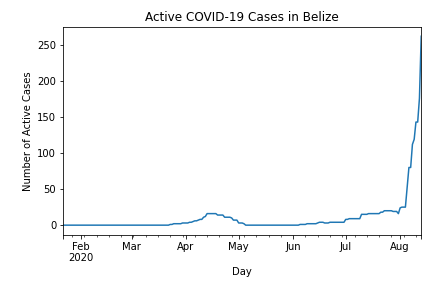 Active COVID-19 Cases in Belize
Number of Active Cases
250
200
150
100
50
0
Feb Mar Apr May Jun Jul Aug
2020
Day